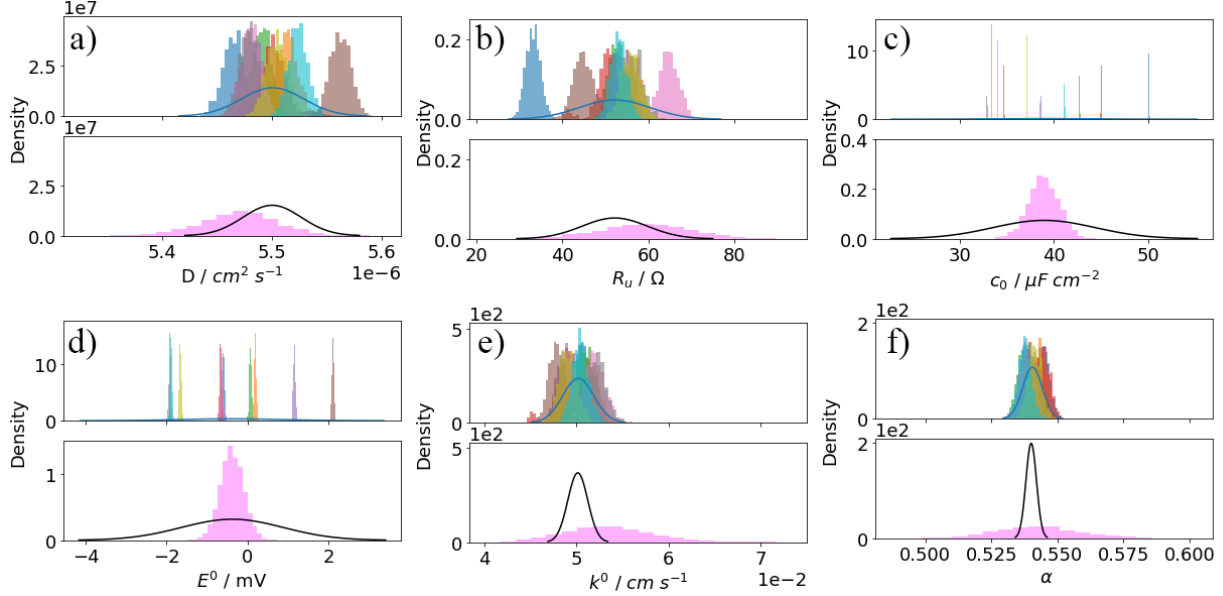 1e7
a)
5.0
2.5
0.0
1e7
5.0
2.5
0.0
Density
5.4
5.5
5.6
1e−6
D / cm² s⁻¹
b)
0.2
0.0
0.2
0.0
Density
20
40
60
80
Rᵤ / Ω
c)
10
0
0.4
0.2
0.0
Density
30
40
50
c₀ / μF cm⁻²
d)
10
0
1
0
Density
−4
−2
0
2
E⁰ / mV
1e2
e)
5
0
1e2
5
0
Density
4
5
6
7
1e−2
k⁰ / cm s⁻¹
1e2
f)
2
0
1e2
2
0
Density
0.500
0.525
0.550
0.575
0.600
α